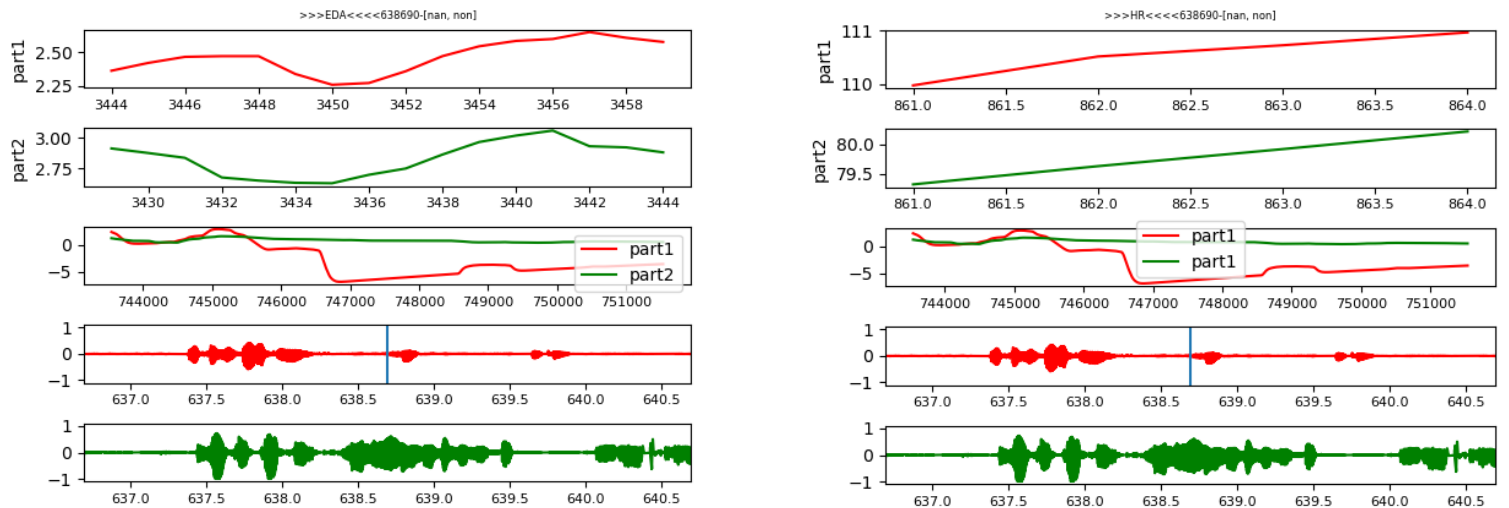 >>>EDA<<<<638690-[nan, non]
part1
2.50
2.25
3444 3446 3448 3450 3452 3454 3456 3458
part2
3.00
2.75
3430 3432 3434 3436 3438 3440 3442 3444
0
−5
part1
part2
744000 745000 746000 747000 748000 749000 750000 751000
1
0
−1
637.0 637.5 638.0 638.5 639.0 639.5 640.0 640.5
1
0
−1
637.0 637.5 638.0 638.5 639.0 639.5 640.0 640.5
>>>HR<<<<638690-[nan, non]
part1
111
110
861.0 861.5 862.0 862.5 863.0 863.5 864.0
part2
80.0
79.5
861.0 861.5 862.0 862.5 863.0 863.5 864.0
0
−5
part1
part1
744000 745000 746000 747000 748000 749000 750000 751000
1
0
−1
637.0 637.5 638.0 638.5 639.0 639.5 640.0 640.5
1
0
−1
637.0 637.5 638.0 638.5 639.0 639.5 640.0 640.5